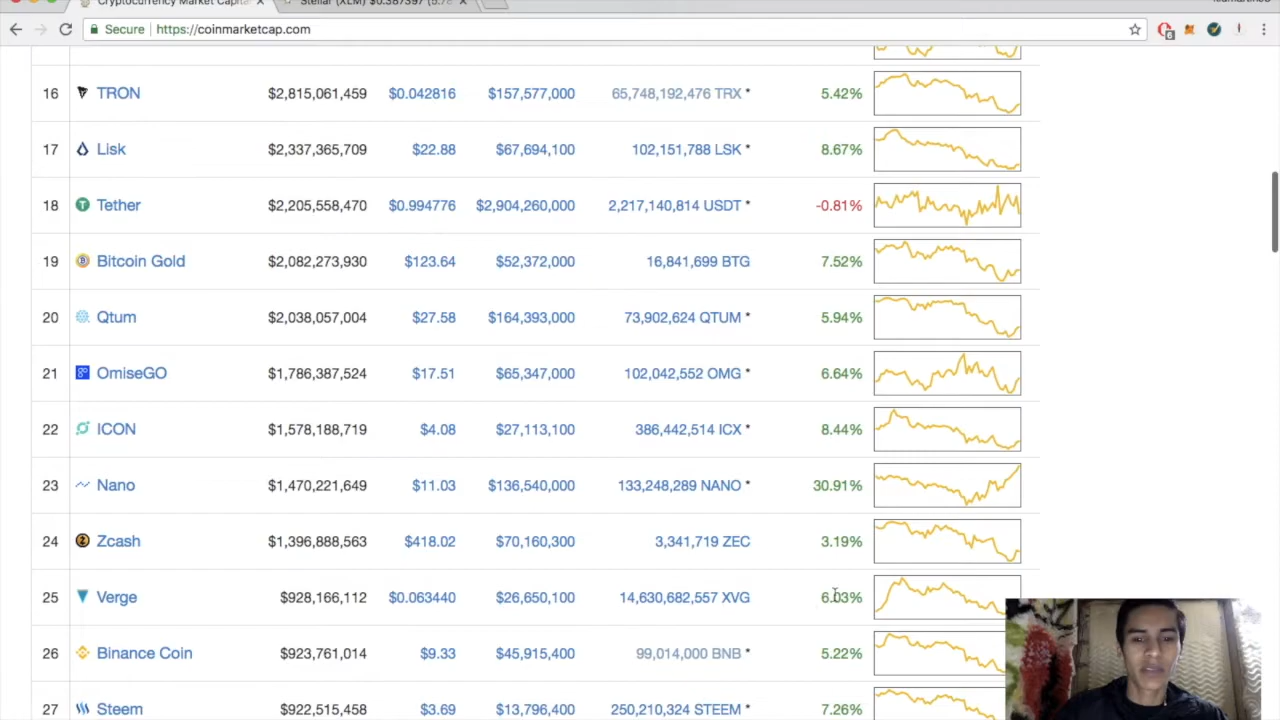 Cryptocurrency Market Capital
Stellar (XLM) $0.387397 (5.78
Secure | https://coinmarketcap.com
6
16 TRON $2,815,061,459 $0.042816 $157,577,000 65,748,192,476 TRX * 5.42%
17 Lisk $2,337,365,709 $22.88 $67,694,100 102,151,788 LSK * 8.67%
18 Tether $2,205,558,470 $0.994776 $2,904,260,000 2,217,140,814 USDT * -0.81%
19 Bitcoin Gold $2,082,273,930 $123.64 $52,372,000 16,841,699 BTG 7.52%
20 Qtum $2,038,057,004 $27.58 $164,393,000 73,902,624 QTUM * 5.94%
21 OmiseGO $1,786,387,524 $17.51 $65,347,000 102,042,552 OMG * 6.64%
22 ICON $1,578,188,719 $4.08 $27,113,100 386,442,514 ICX * 8.44%
23 Nano $1,470,221,649 $11.03 $136,540,000 133,248,289 NANO * 30.91%
24 Zcash $1,396,888,563 $418.02 $70,160,300 3,341,719 ZEC 3.19%
25 Verge $928,166,112 $0.063440 $26,650,100 14,630,682,557 XVG 6.03%
26 Binance Coin $923,761,014 $9.33 $45,915,400 99,014,000 BNB * 5.22%
27 Steem $922,515,458 $3.69 $13,796,400 250,210,324 STEEM * 7.26%